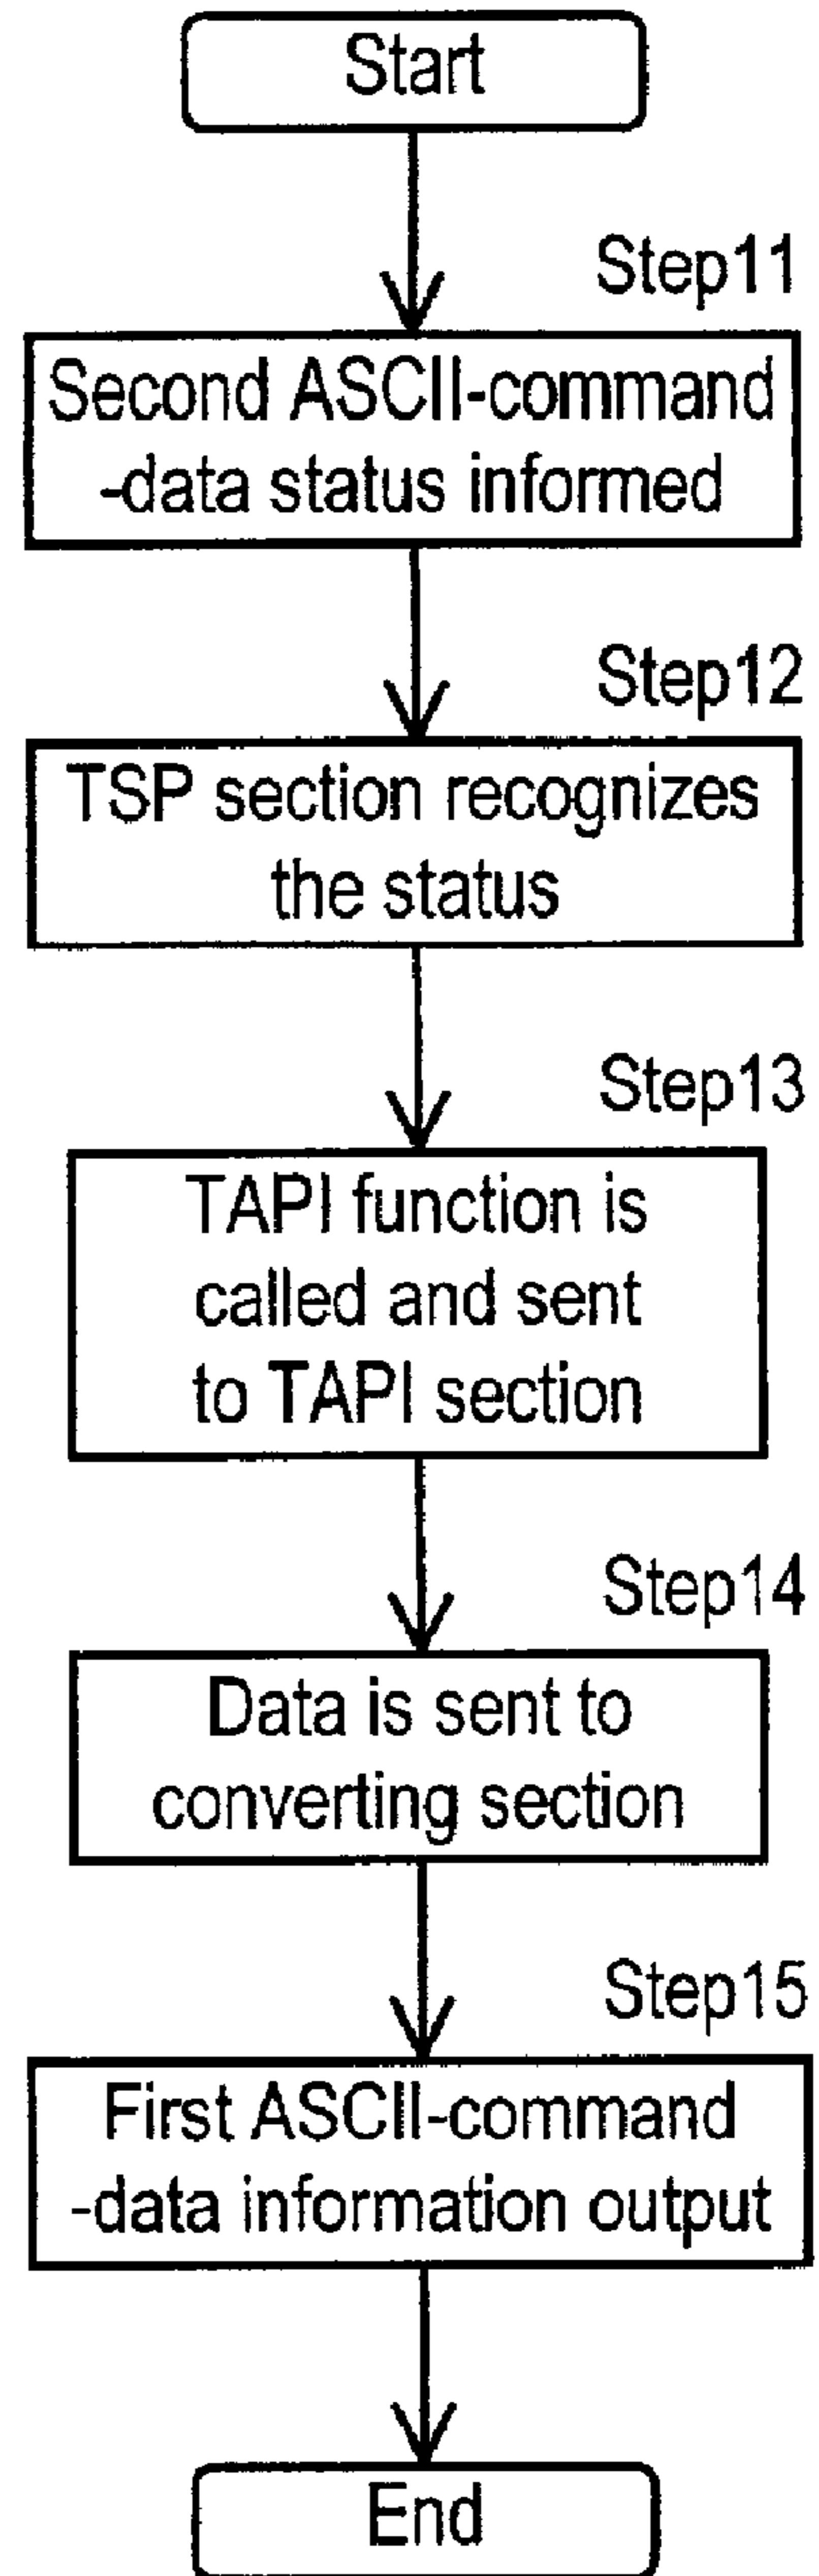 Start
Step11
Second ASCII-command
-data status informed
Step12
TSP section recognizes
the status
Step13
TAPI function is
called and sent
to TAPI section
Step14
Data is sent to
converting section
Step15
First ASCII-command
-data information output
End